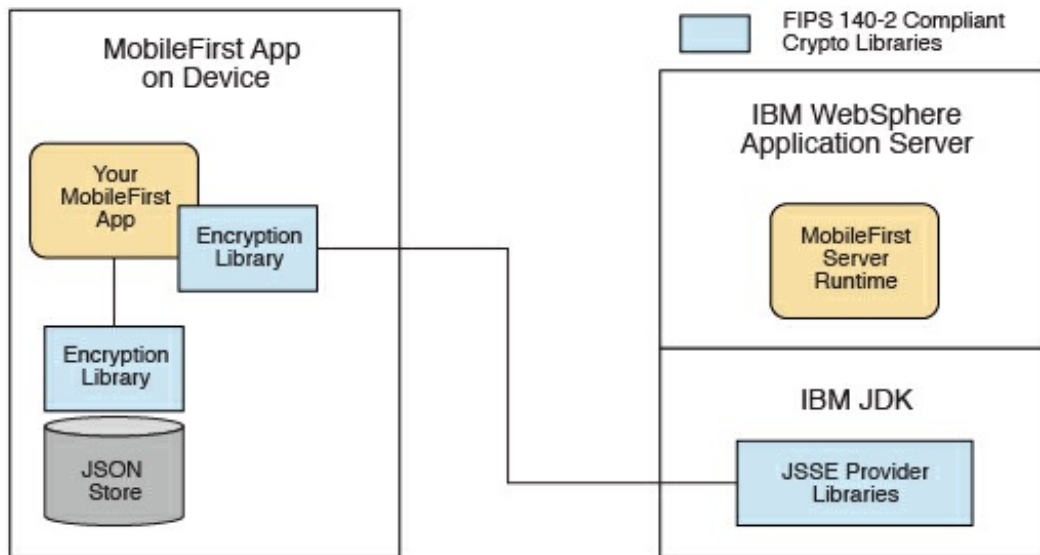 MobileFirst App
on Device
Your
MobileFirst
App
Encryption
Library
Encryption
Library
JSON
Store
FIPS 140-2 Compliant
Crypto Libraries
IBM WebSphere
Application Server
MobileFirst
Server
Runtime
IBM JDK
JSSE Provider
Libraries